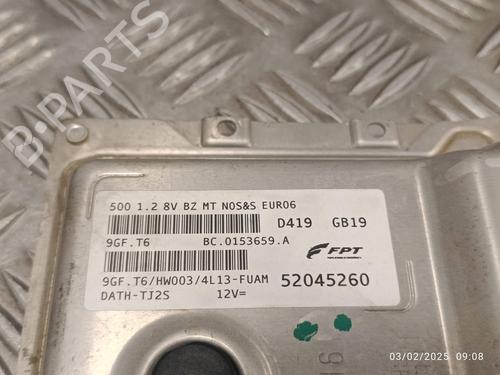 B-PARTS
500 1.2 8V BZ MT NOS&S EURO6
D419 GB19
9GF.T6 BC.0153659.A
FPT
9GF.T6/HW003/4L13-FUAM 52045260
DATH-TJ2S 12V=
03/02/2025 09:08